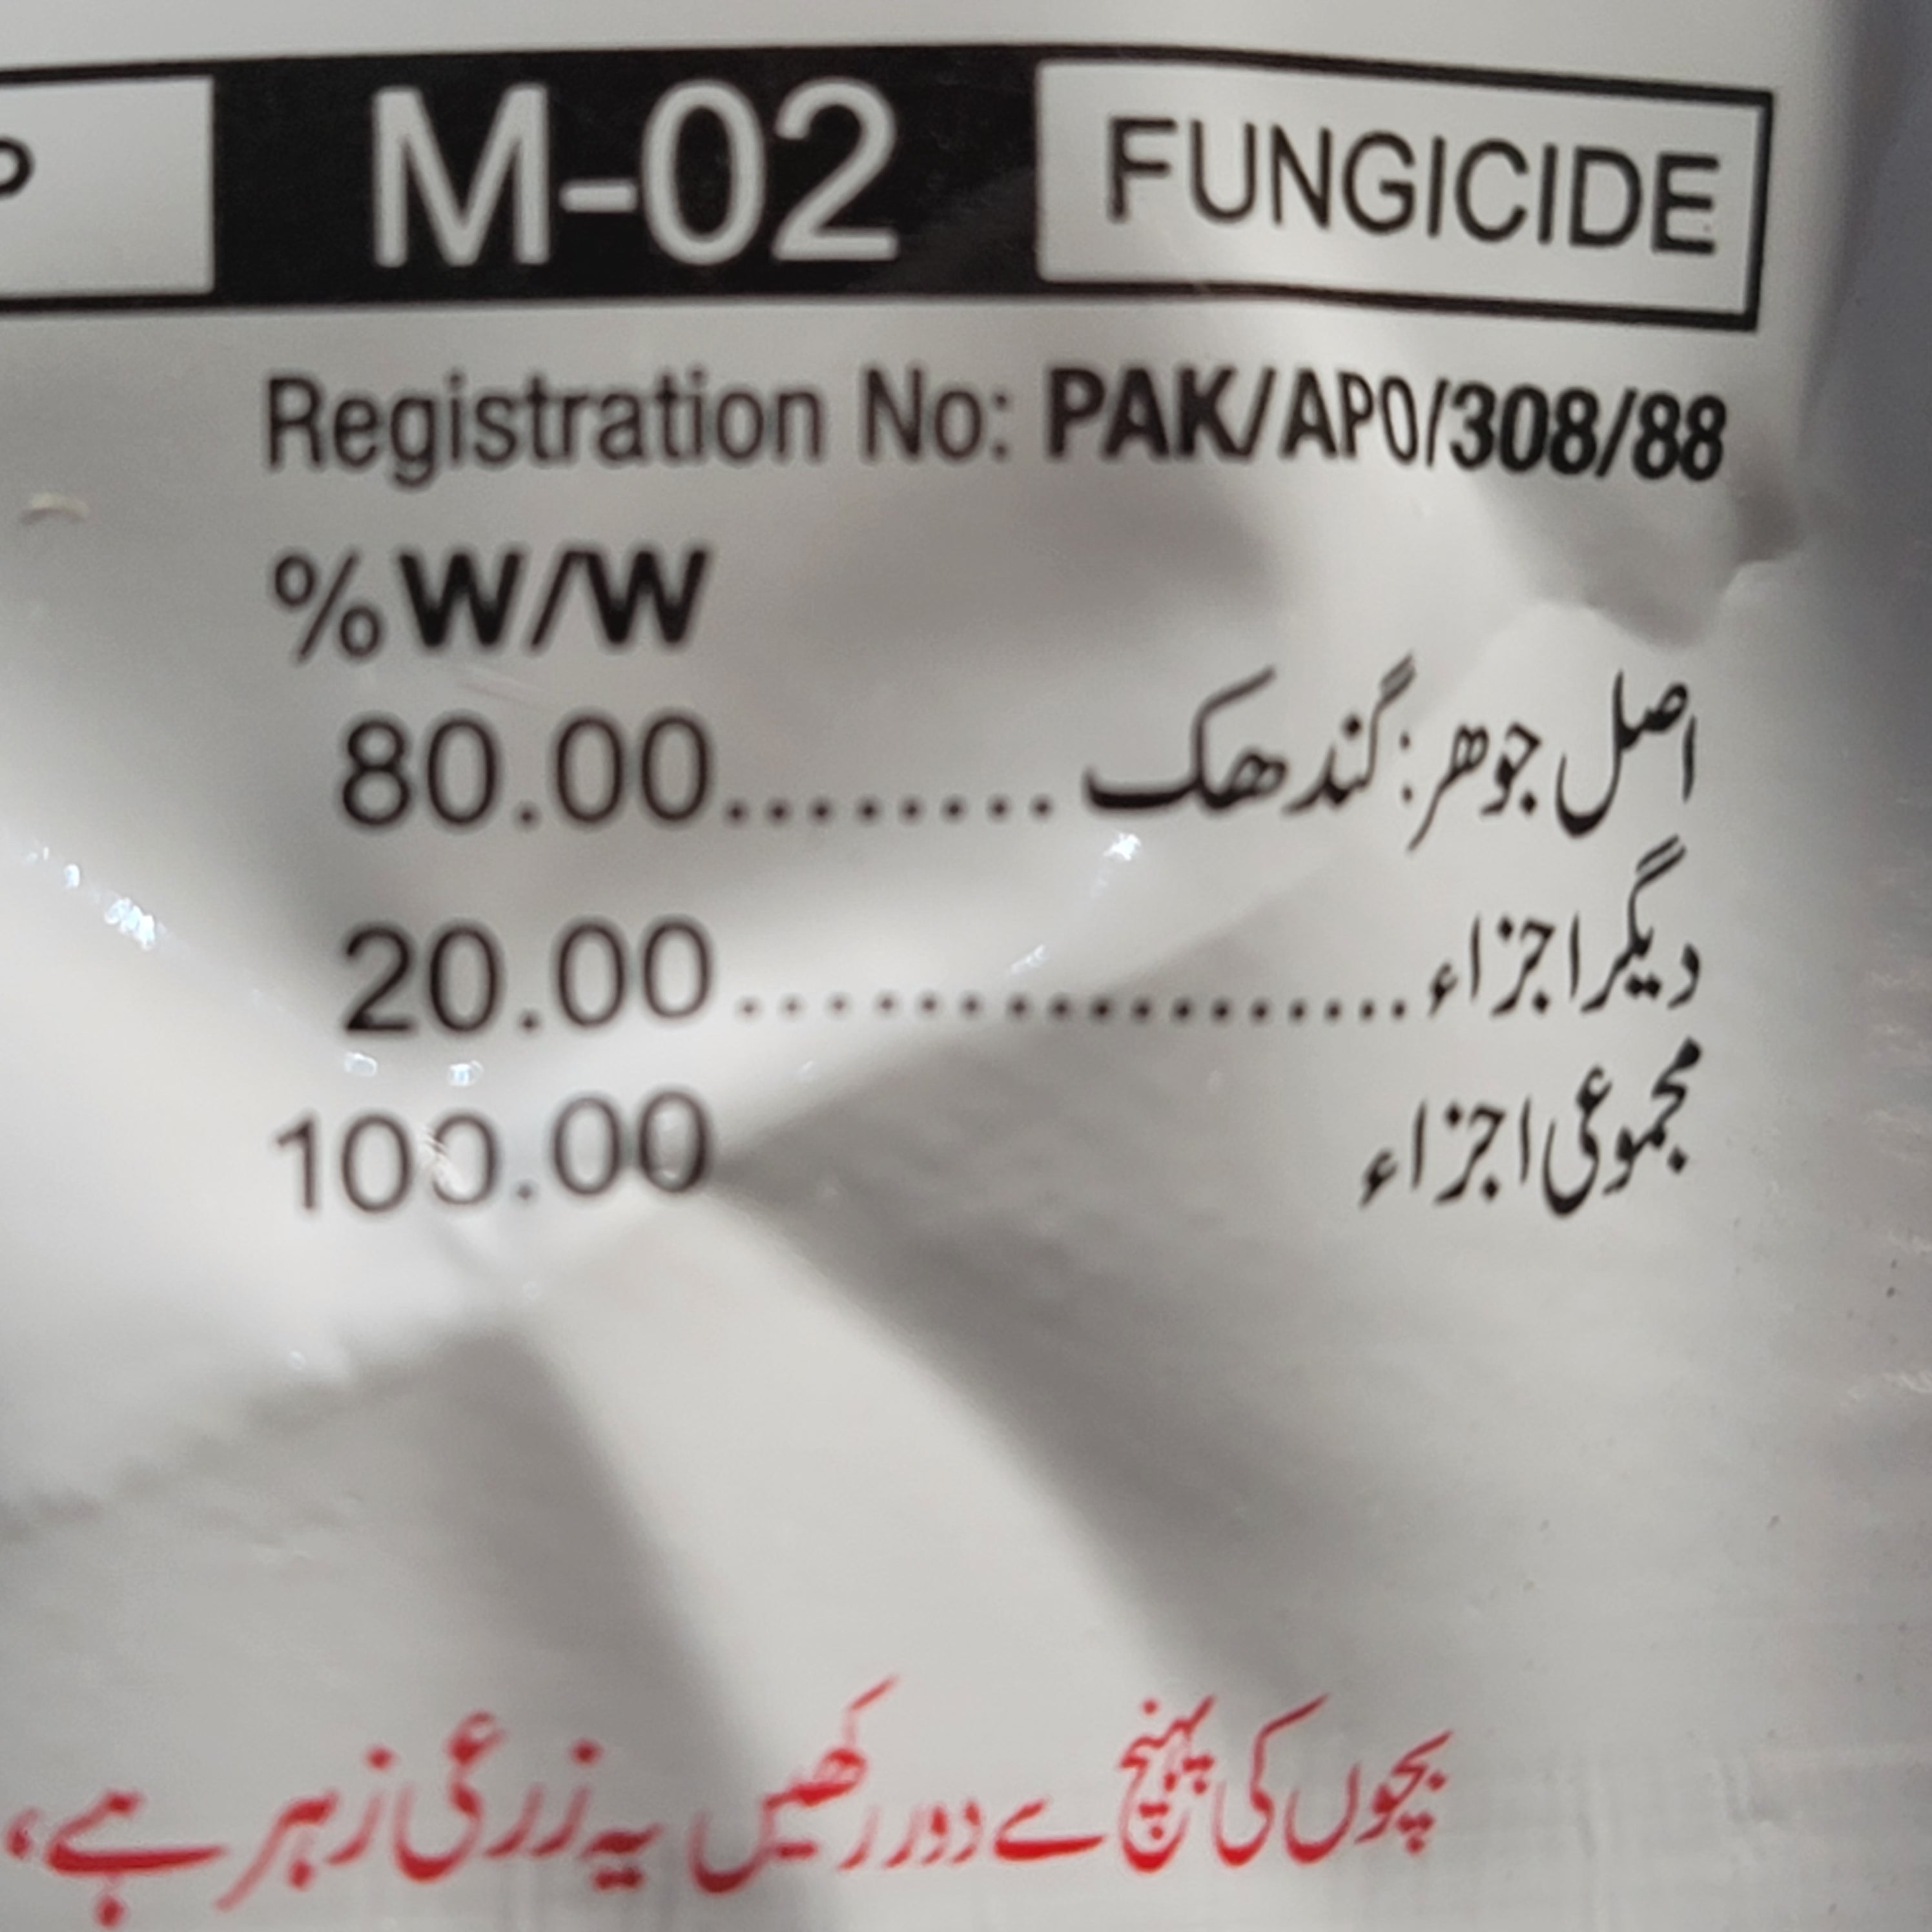 P M-02 FUNGICIDE
Registration No: PAK/APO/308/88
%W/W
اصل جوھر: گندھک ......... 80.00
دیگر اجزاء ................... 20.00
مجموعی اجزاء 100.00
بچوں کی پہنچ سے دور رکھیں یہ زرعی زہر ہے،